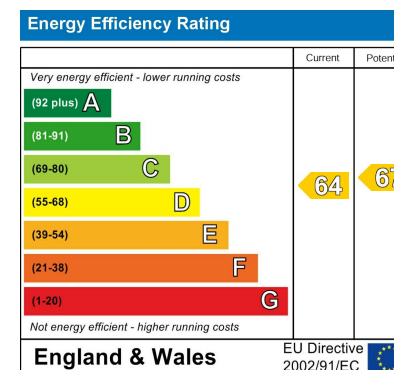 Energy Efficiency Rating
Current
Very energy efficient - lower running costs
(92 plus) A
(81-91) B
(69-80) C
(55-68) D
64
(39-54) E
(21-38) F
(1-20) G
Not energy efficient - higher running costs
England & Wales
EU Directive
2002/91/EC